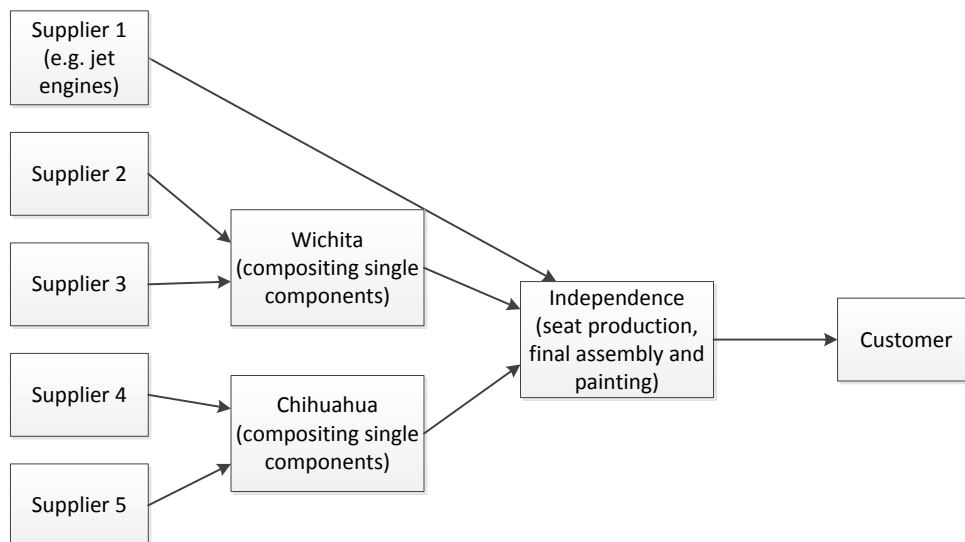 Supplier 1
(e.g. jet
engines)
Supplier 2
Supplier 3
Supplier 4
Supplier 5
Wichita
(compositing single
components)
Chihuahua
(compositing single
components)
Independence
(seat production,
final assembly and
painting)
Customer